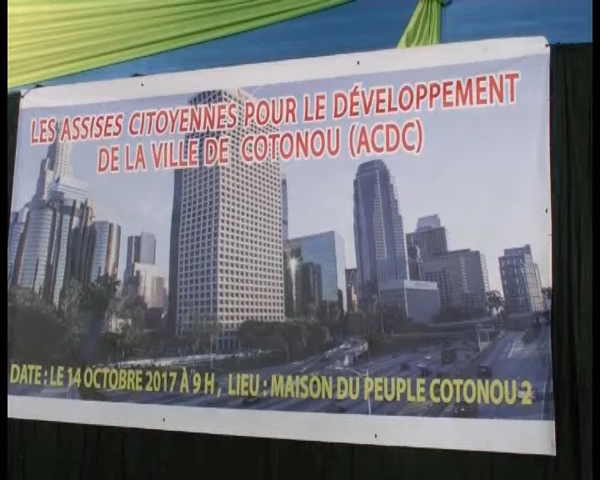 LES ASSISES CITOYENNES POUR LE DÉVELOPPEMENT
DE LA VILLE DE COTONOU (ACDC)
DATE : LE 14 OCTOBRE 2017 À 9 H , LIEU : MAISON DU PEUPLE COTONOU 2